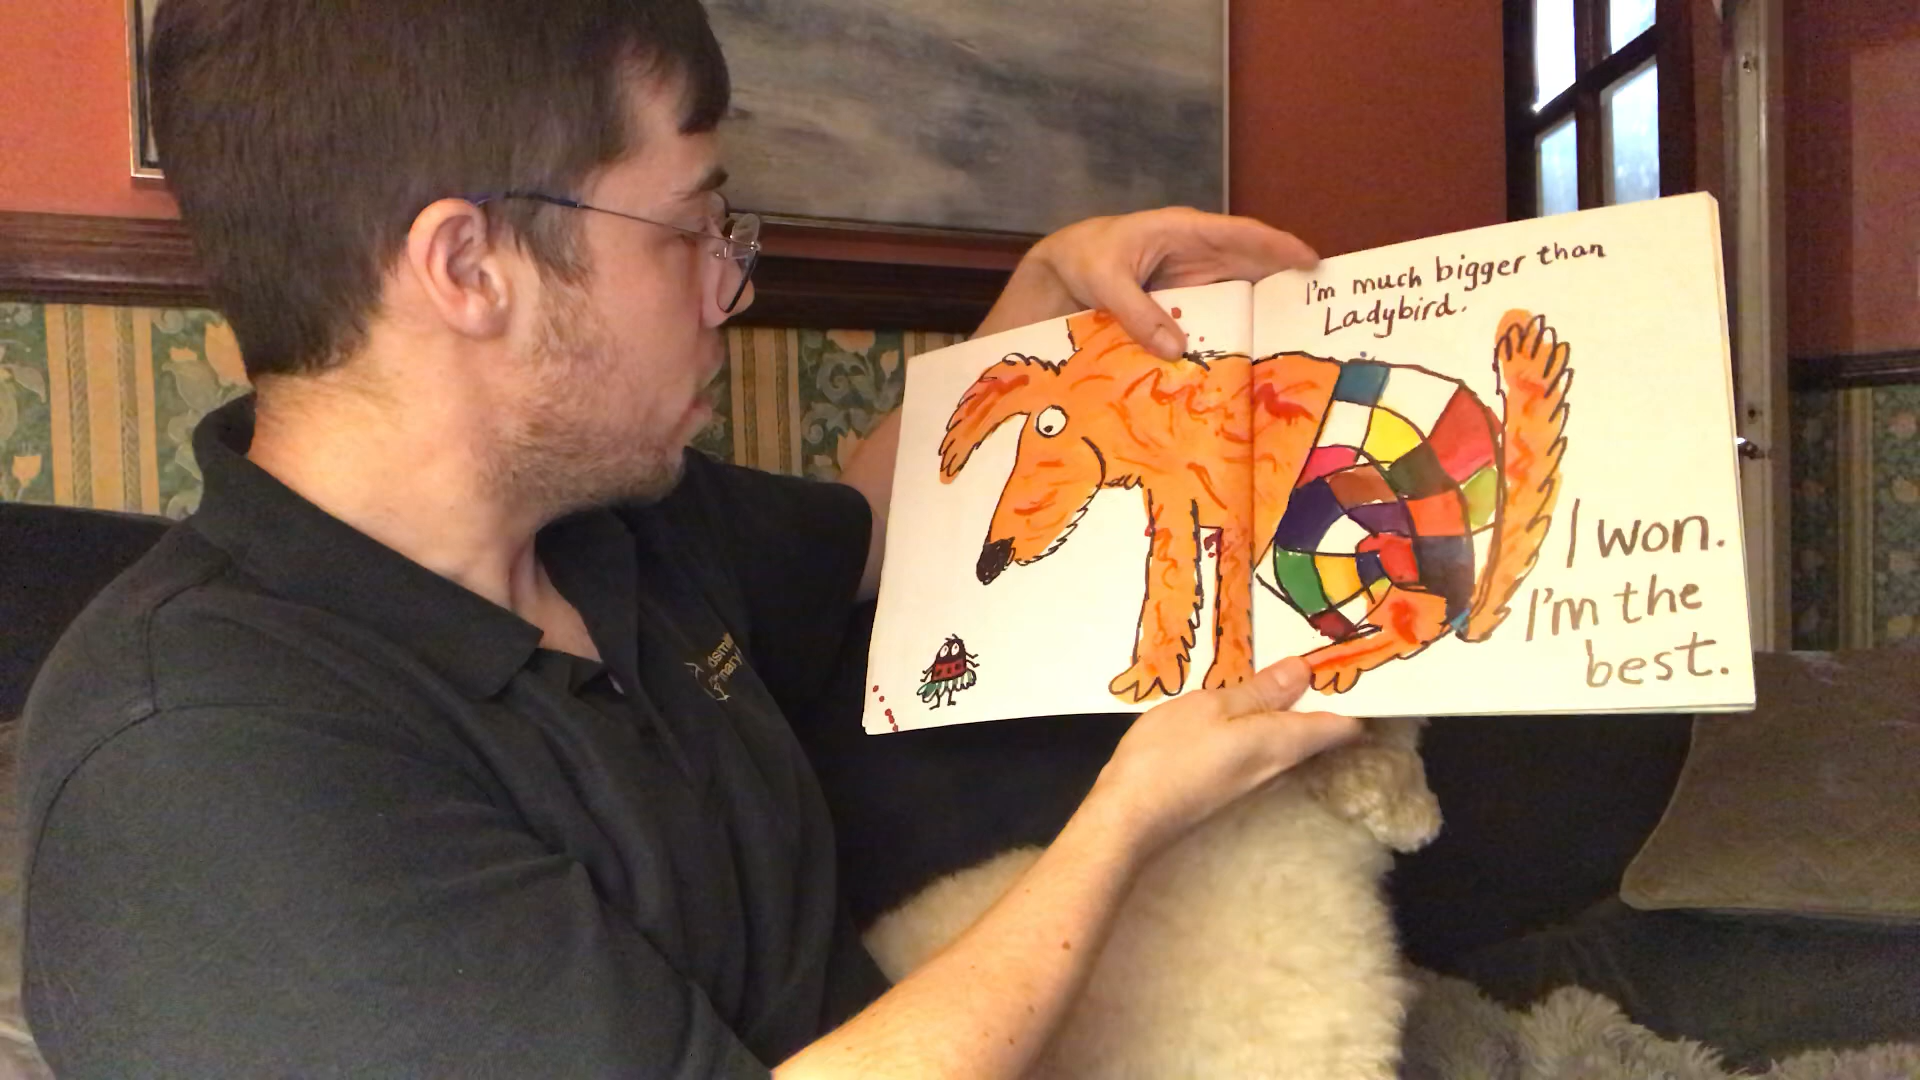 I'm much bigger than
Ladybird.
I won.
I'm the
best.